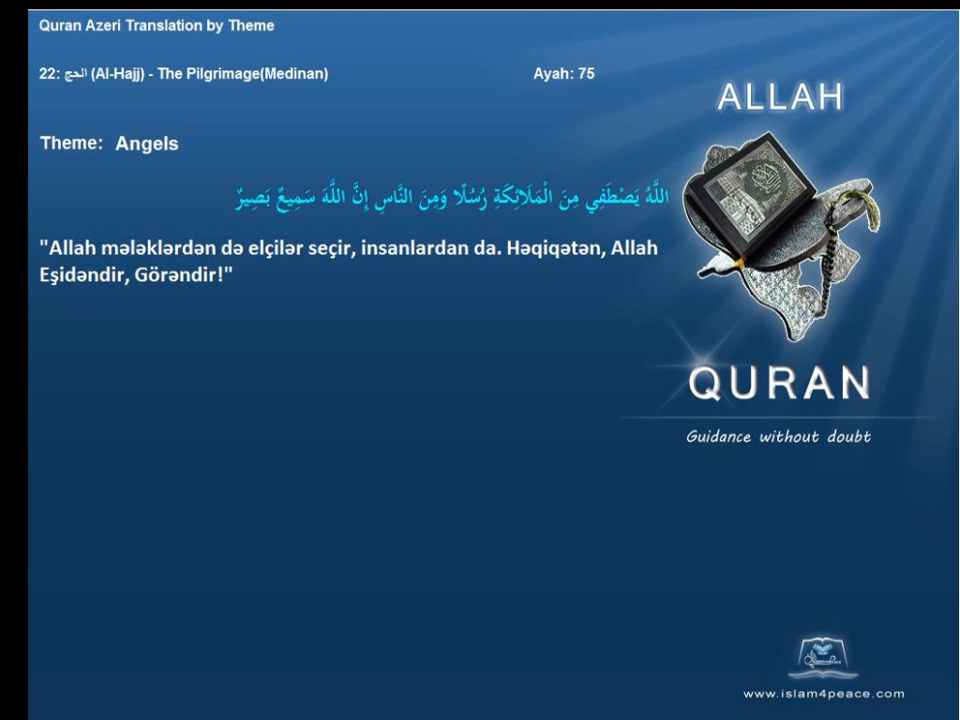 Quran Azeri Translation by Theme
22: الحج (Al-Hajj) - The Pilgrimage(Medinan) Ayah: 75
ALLAH
Theme: Angels
اللَّهُ يَصْطَفِي مِنَ الْمَلَائِكَةِ رُسُلًا وَمِنَ النَّاسِ إِنَّ اللَّهَ سَمِيعٌ بَصِيرٌ
"Allah mələklərdən də elçilər seçir, insanlardan da. Həqiqətən, Allah
Eşidəndir, Görəndir!"
QURAN
Guidance without doubt
www.islam4peace.com